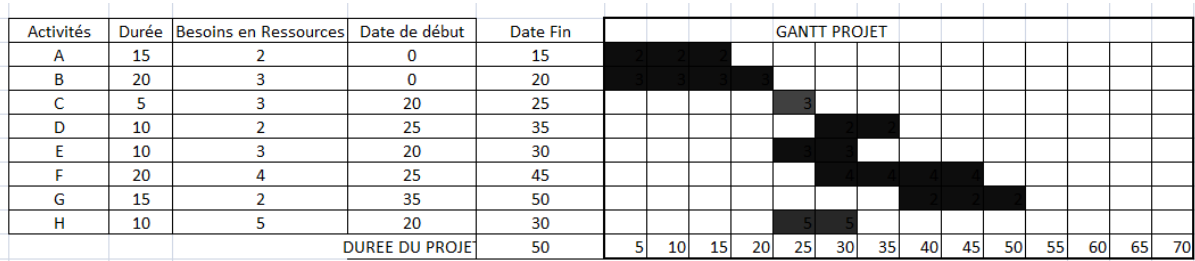 Activités Durée Besoins en Ressources Date de début Date Fin GANTT PROJET
A 15 2 0 15 2 2 2
B 20 3 0 20 3 3 3 3
C 5 3 20 25 3
D 10 2 25 35 2 2
E 10 3 20 30 3 3
F 20 4 25 45 4 4 4 4
G 15 2 35 50 2 2 2
H 10 5 20 30 5 5
DUREE DU PROJET 50 5 10 15 20 25 30 35 40 45 50 55 60 65 70